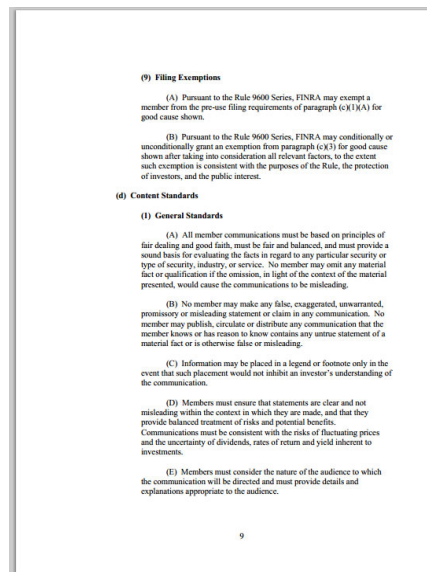 (9) Filing Exemptions
(A) Pursuant to the Rule 9600 Series, FINRA may exempt a
member from the pre-use filing requirements of paragraph (c)(1)(A) for
good cause shown.
(B) Pursuant to the Rule 9600 Series, FINRA may conditionally or
unconditionally grant an exemption from paragraph (c)(3) for good cause
shown after taking into consideration all relevant factors, to the extent
such exemption is consistent with the purposes of the Rule, the protection
of investors, and the public interest.
(d) Content Standards
(1) General Standards
(A) All member communications must be based on principles of
fair dealing and good faith, must be fair and balanced, and must provide a
sound basis for evaluating the facts in regard to any particular security or
type of security, industry, or service. No member may omit any material
fact or qualification if the omission, in light of the context of the material
presented, would cause the communications to be misleading.
(B) No member may make any false, exaggerated, unwarranted,
promissory or misleading statement or claim in any communication. No
member may publish, circulate or distribute any communication that the
member knows or has reason to know contains any untrue statement of a
material fact or is otherwise false or misleading.
(C) Information may be placed in a legend or footnote only in the
event that such placement would not inhibit an investor's understanding of
the communication.
(D) Members must ensure that statements are clear and not
misleading within the context in which they are made, and that they
provide balanced treatment of risks and potential benefits.
Communications must be consistent with the risks of fluctuating prices
and the uncertainty of dividends, rates of return and yield inherent to
investments.
(E) Members must consider the nature of the audience to which
the communication will be directed and must provide details and
explanations appropriate to the audience.
9